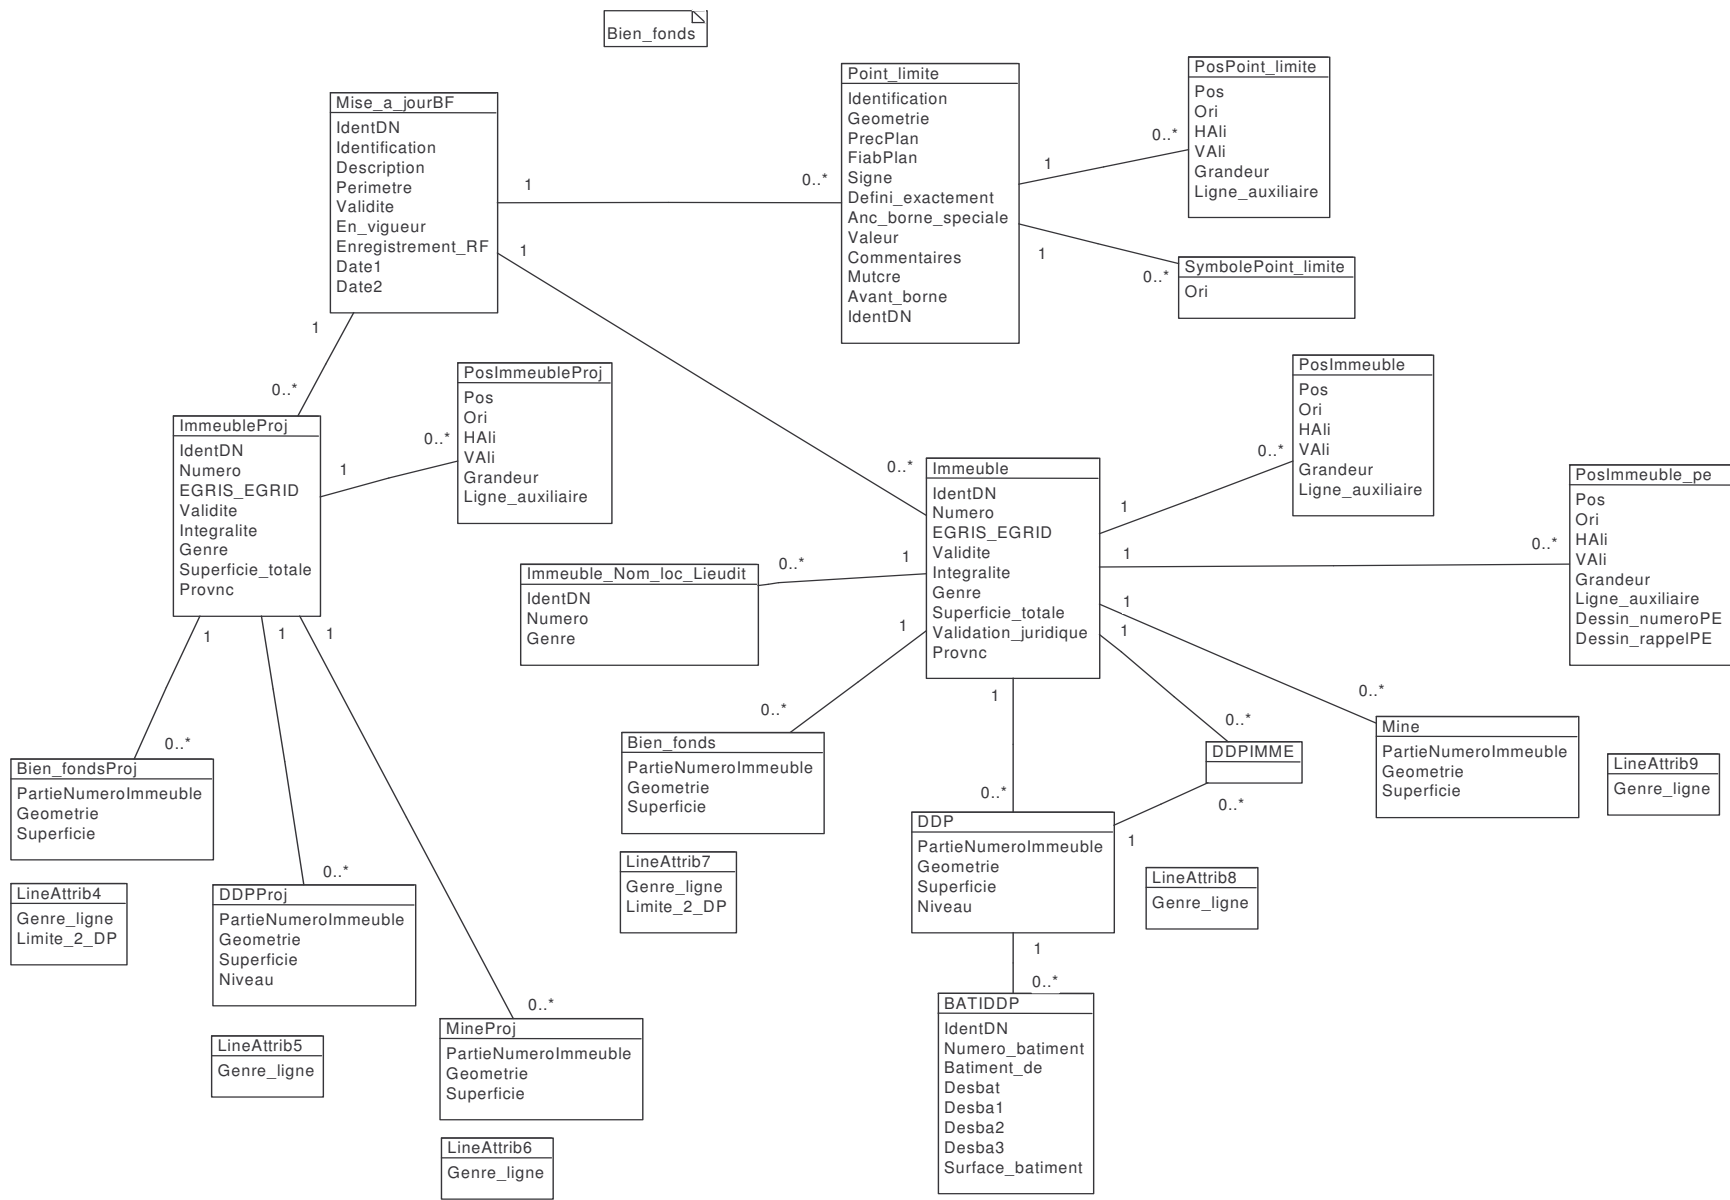 Bien_fonds
Mise_a_jourBF
IdentDN
Identification
Description
Perimetre
Validite
En_vigueur
Enregistrement_RF
Date1
Date2
1
0..*
1
1
0..*
Point_limite
Identification
Geometrie
PrecPlan
FiabPlan
Signe
Defini_exactement
Anc_borne_speciale
Valeur
Commentaires
Mutcre
Avant_borne
IdentDN
1
0..*
1
0..*
PosPoint_limite
Pos
Ori
HAli
VAli
Grandeur
Ligne_auxiliaire
SymbolePoint_limite
Ori
ImmeubleProj
IdentDN
Numero
EGRIS_EGRID
Validite
Integralite
Genre
Superficie_totale
Provnc
1
0..*
PosImmeubleProj
Pos
Ori
HAli
VAli
Grandeur
Ligne_auxiliaire
0..*
Immeuble
IdentDN
Numero
EGRIS_EGRID
Validite
Integralite
Genre
Superficie_totale
Validation_juridique
Provnc
1
0..*
PosImmeuble
Pos
Ori
HAli
VAli
Grandeur
Ligne_auxiliaire
1
0..*
PosImmeuble_pe
Pos
Ori
HAli
VAli
Grandeur
Ligne_auxiliaire
Dessin_numeroPE
Dessin_rappelPE
0..*
1
Immeuble_Nom_loc_Lieudit
IdentDN
Numero
Genre
1
1
1
1
1
1
1
0..*
Bien_fondsProj
PartieNumeroImmeuble
Geometrie
Superficie
LineAttrib4
Genre_ligne
Limite_2_DP
0..*
DDPProj
PartieNumeroImmeuble
Geometrie
Superficie
Niveau
LineAttrib5
Genre_ligne
0..*
MineProj
PartieNumeroImmeuble
Geometrie
Superficie
LineAttrib6
Genre_ligne
0..*
Bien_fonds
PartieNumeroImmeuble
Geometrie
Superficie
LineAttrib7
Genre_ligne
Limite_2_DP
0..*
DDP
PartieNumeroImmeuble
Geometrie
Superficie
Niveau
0..*
DDPIMME
0..*
1
LineAttrib8
Genre_ligne
0..*
Mine
PartieNumeroImmeuble
Geometrie
Superficie
LineAttrib9
Genre_ligne
1
0..*
BATIDDP
IdentDN
Numero_batiment
Batiment_de
Desbat
Desba1
Desba2
Desba3
Surface_batiment